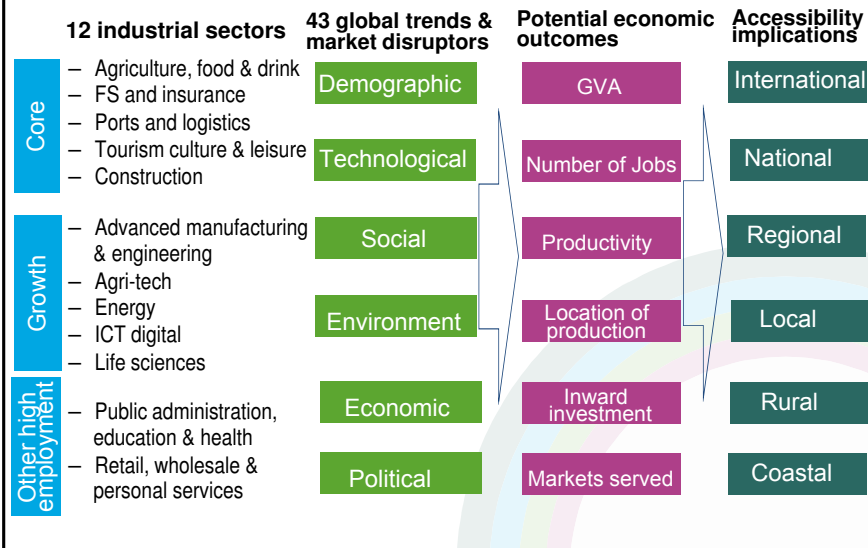 12 industrial sectors
Core
– Agriculture, food & drink
– FS and insurance
– Ports and logistics
– Tourism culture & leisure
– Construction
Growth
– Advanced manufacturing
& engineering
– Agri-tech
– Energy
– ICT digital
– Life sciences
Other high
employment
– Public administration,
education & health
– Retail, wholesale &
personal services
43 global trends &
market disruptors
Demographic
Technological
Social
Environment
Economic
Political
Potential economic
outcomes
GVA
Number of Jobs
Productivity
Location of
production
Inward
investment
Markets served
Accessibility
implications
International
National
Regional
Local
Rural
Coastal